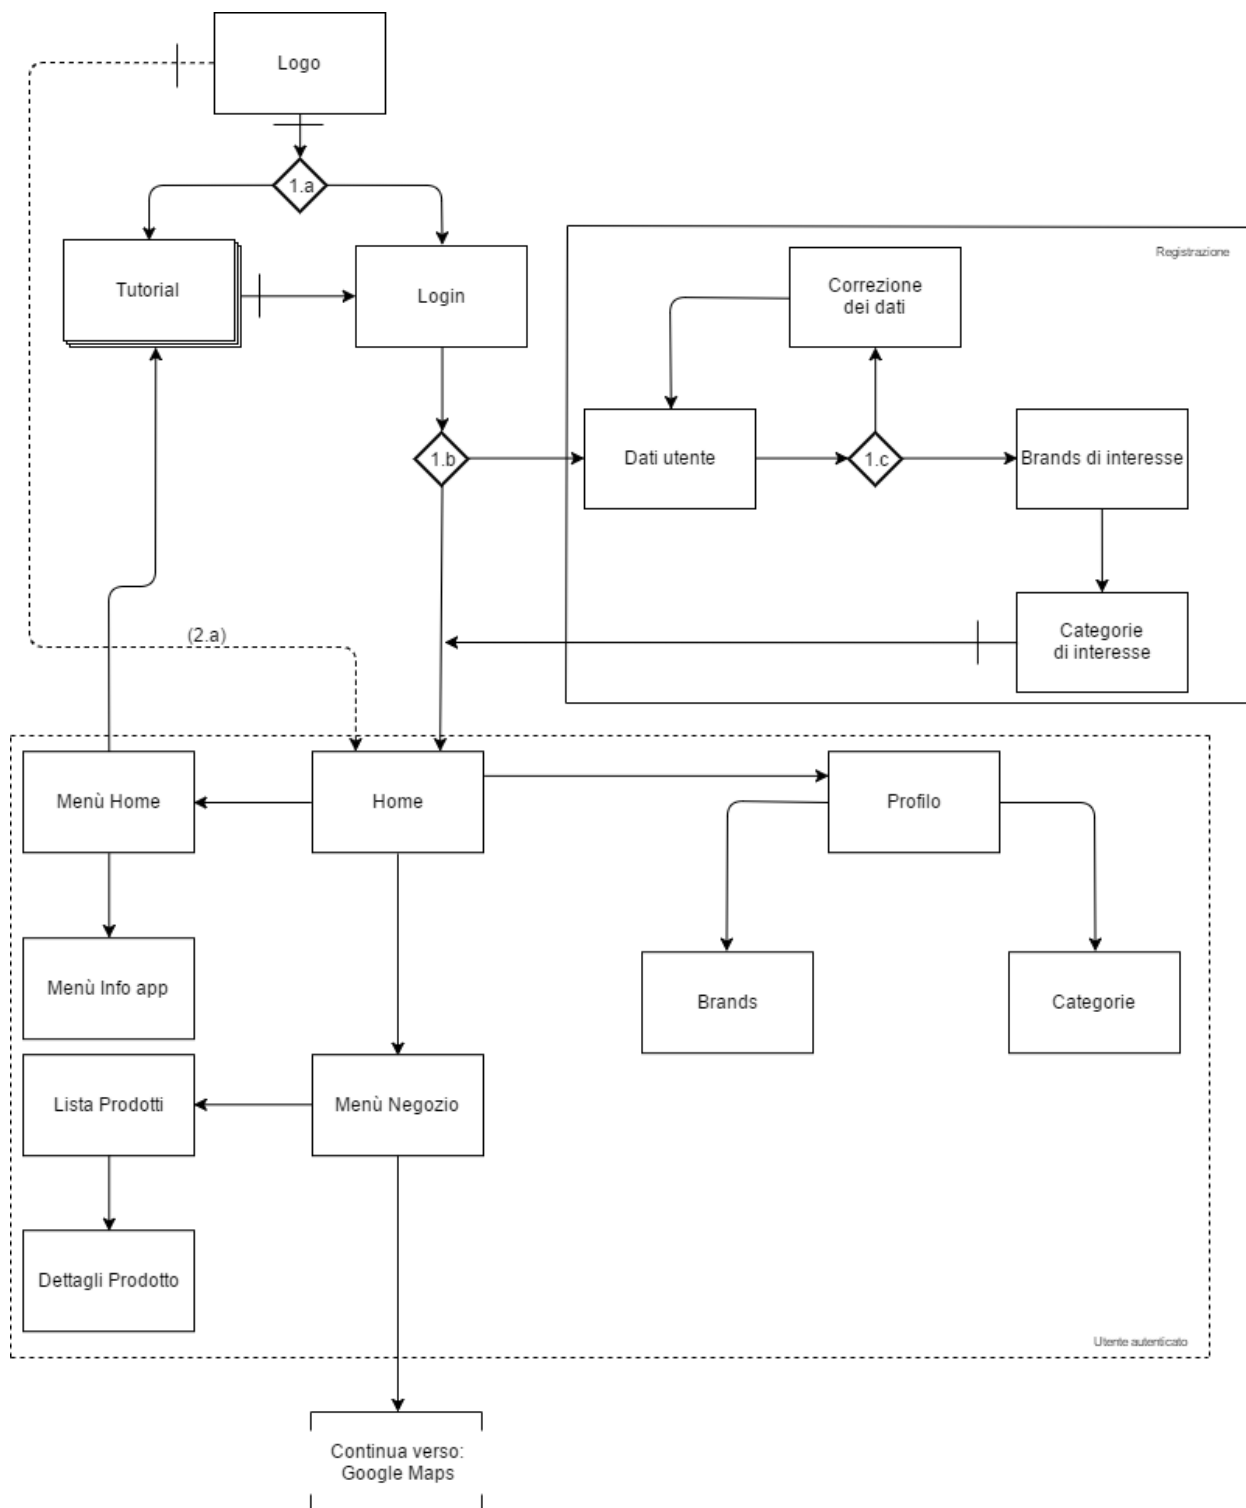 Logo
1.a
Tutorial
Login
Registrazione
Correzione
dei dati
1.b
Dati utente
1.c
Brands di interesse
(2.a)
Categorie
di interesse
Menù Home
Home
Profilo
Menù Info app
Brands
Categorie
Lista Prodotti
Menù Negozio
Dettagli Prodotto
Utente autenticato
Continua verso:
Google Maps